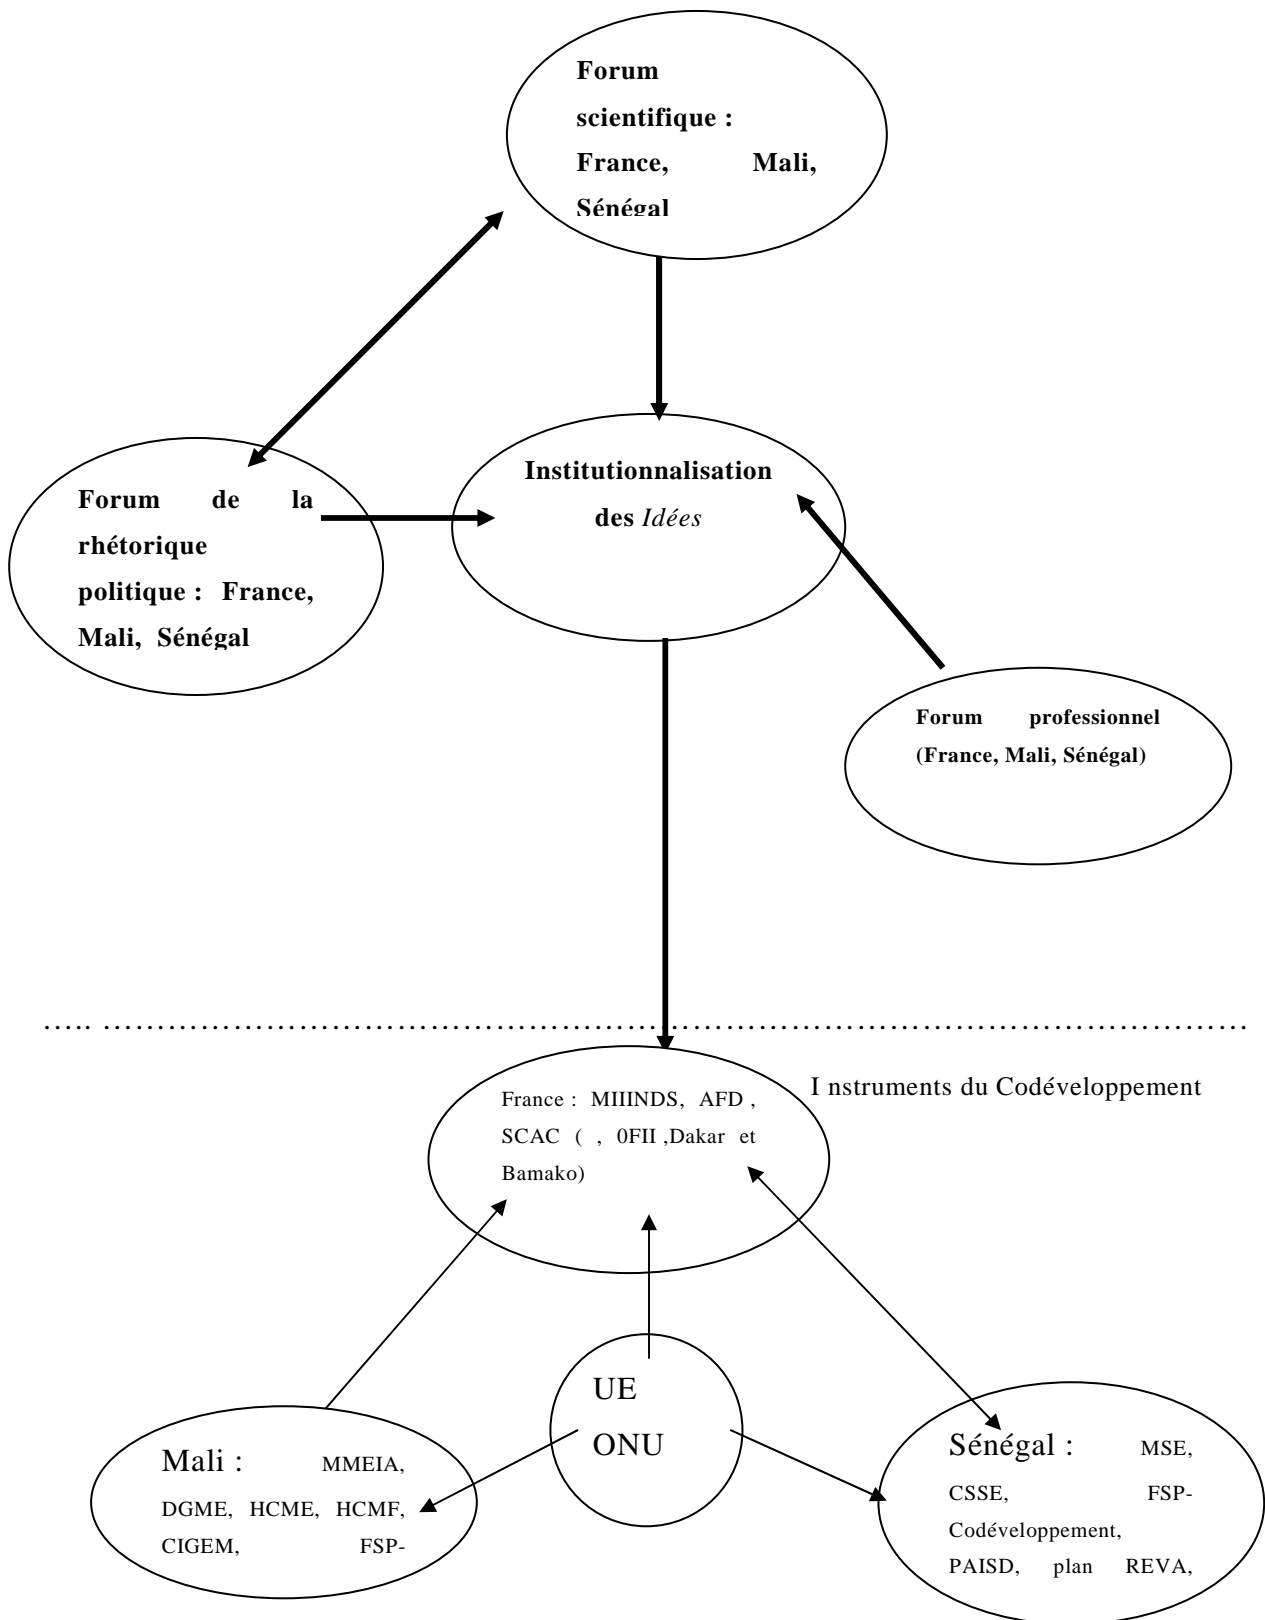 Forum
scientifique :
France, Mali,
Sénégal
Forum de la
rhétorique
politique : France,
Mali, Sénégal
Institutionnalisation
des Idées
Forum professionnel
(France, Mali, Sénégal)
….. …………………………………………………………………………………………
I nstruments du Codéveloppement
France : MIIINDS, AFD ,
SCAC ( , 0FII ,Dakar et
Bamako)
UE
ONU
Mali : MMEIA,
DGME, HCME, HCMF,
CIGEM, FSP-
Sénégal : MSE,
CSSE, FSP-
Codéveloppement,
PAISD, plan REVA,